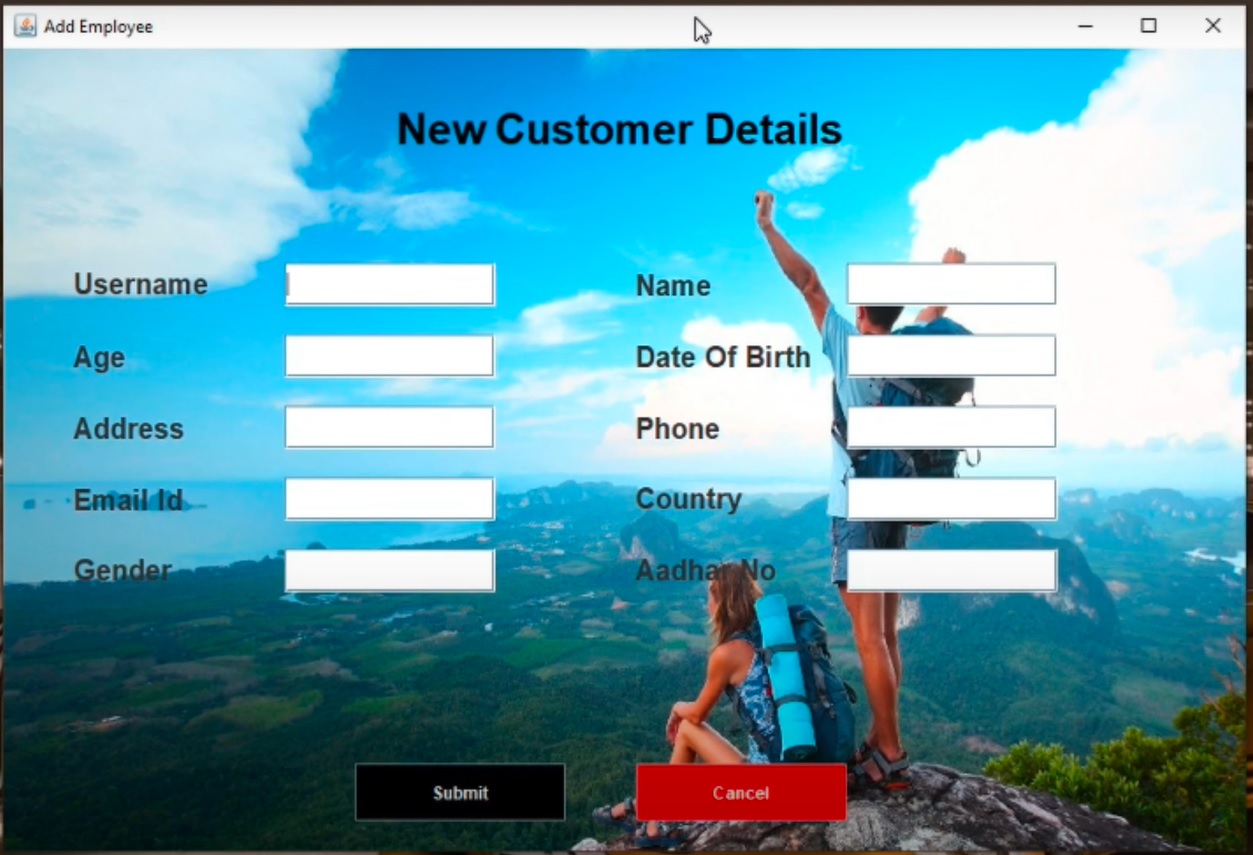 Add Employee
New Customer Details
Username
Name
Age
Date Of Birth
Address
Phone
Email Id
Country
Gender
Aadhar No
Submit
Cancel